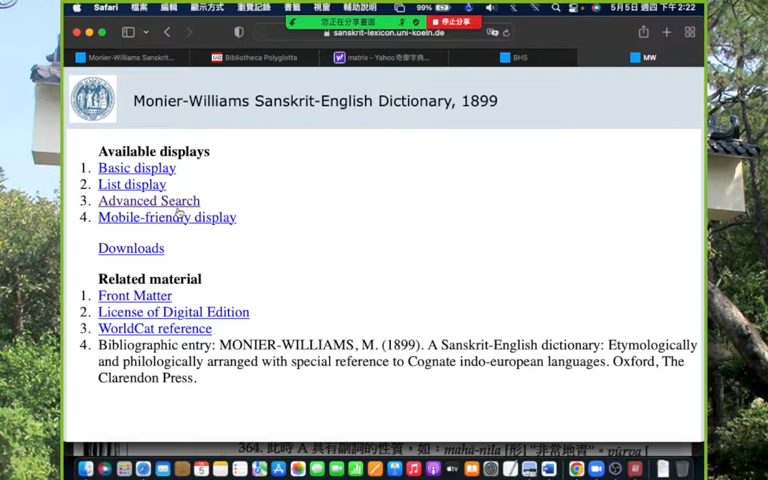 Safari 檔案 編輯 顯示方式 瀏覽記錄 書籤 視窗 輔助說明 99% 5月5日 週四 下午 2:22
您正在分享畫面 停止分享
sanskrit-lexicon.uni-koeln.de
Monier-Williams Sanskrit... Bibliotheca Polyglotta matrix - Yahoo奇摩字典... BHS MW
Monier-Williams Sanskrit-English Dictionary, 1899
Available displays
1. Basic display
2. List display
3. Advanced Search
4. Mobile-friendly display
Downloads
Related material
1. Front Matter
2. License of Digital Edition
3. WorldCat reference
4. Bibliographic entry: MONIER-WILLIAMS, M. (1899). A Sanskrit-English dictionary: Etymologically
and philologically arranged with special reference to Cognate indo-european languages. Oxford, The
Clarendon Press.
364. 此時 A 具有副詞的性質，如：mahā-nīla [形] "非常地青"。pūrva [